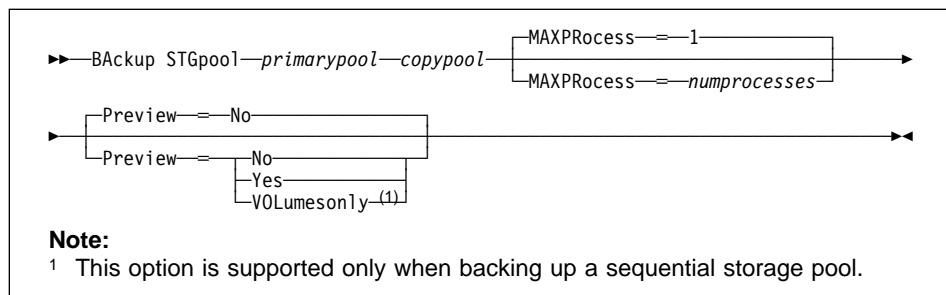 MAXPRocess = 1
BAckup STGpool primarypool copypool
MAXPRocess = numprocesses
Preview = No
Preview = No
Yes
VOLumesonly (1)
Note:
1 This option is supported only when backing up a sequential storage pool.